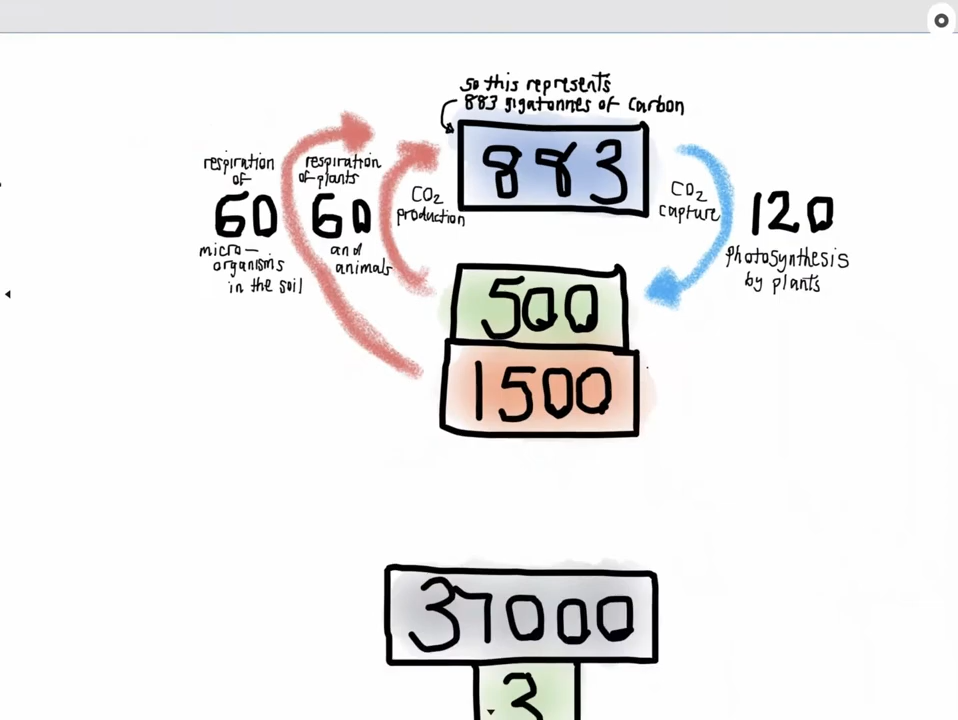 so this represents
883 gigatonnes of carbon
883
respiration
of
60
micro-
organisms
in the soil
respiration
of plants
60
and
animals
CO2
production
CO2
capture
120
photosynthesis
by plants
500
1500
37000
3